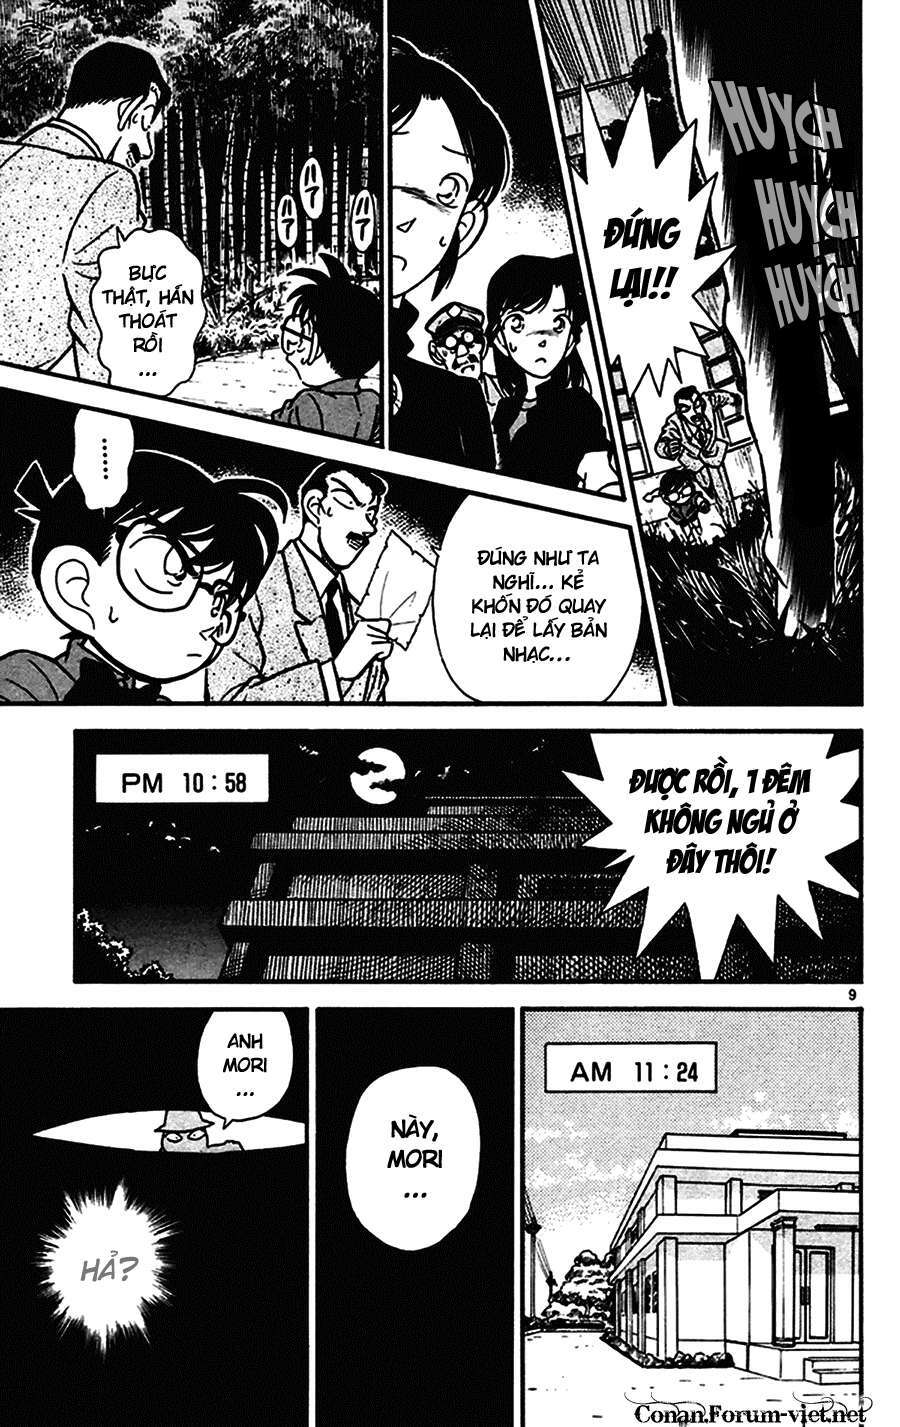 HUỴCH
HUỴCH
HUỴCH
ĐỨNG
LẠI!!
BỰC
THẬT, HẮN
THOÁT
RỒI
...
ĐÚNG NHƯ TA
NGHĨ... KẺ
KHỐN ĐÓ QUAY
LẠI ĐỂ LẤY BẢN
NHẠC...
......
PM 10:58
ĐƯỢC RỒI, 1 ĐÊM
KHÔNG NGỦ Ở
ĐÂY THÔI!
9
AM 11:24
NÀY,
MORI
...
ANH
MORI
...
HẢ?
Conan.Forum-viet.net